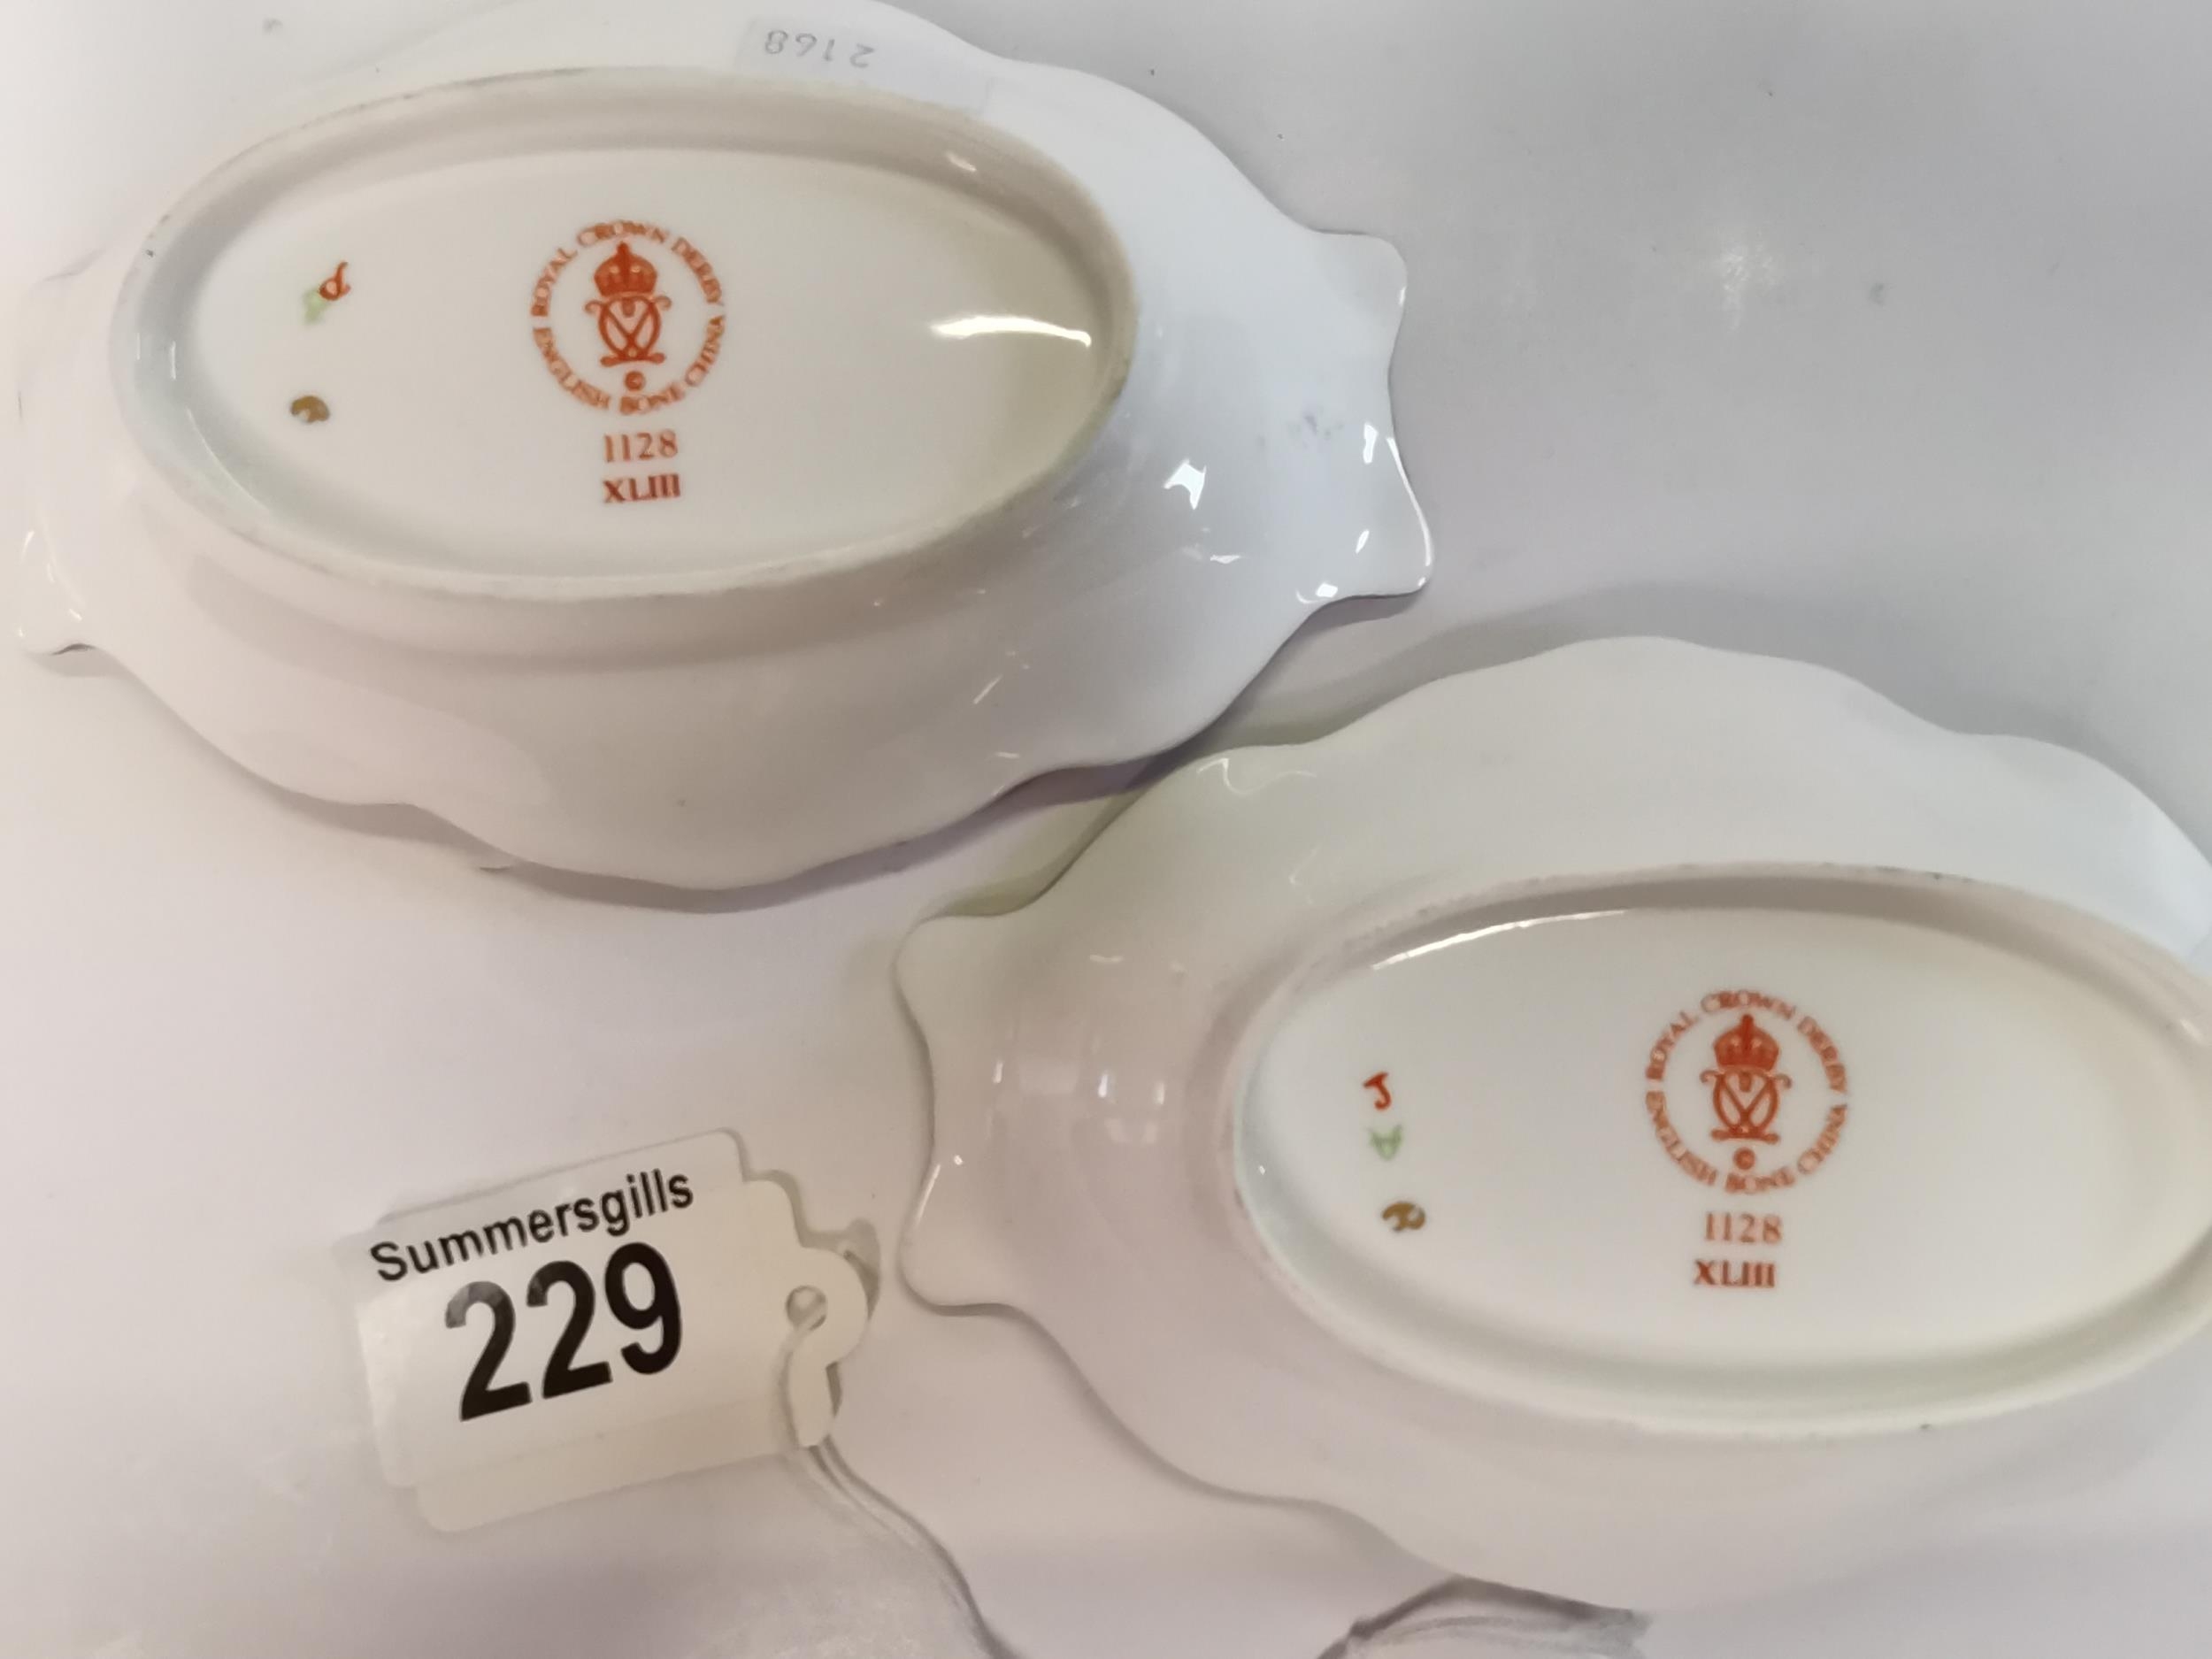 2168
ROYAL CROWN DERBY
ENGLISH BONE CHINA
©
1128
XLIII
ROYAL CROWN DERBY
ENGLISH BONE CHINA
©
1128
XLIII
J
A
Summersgills
229